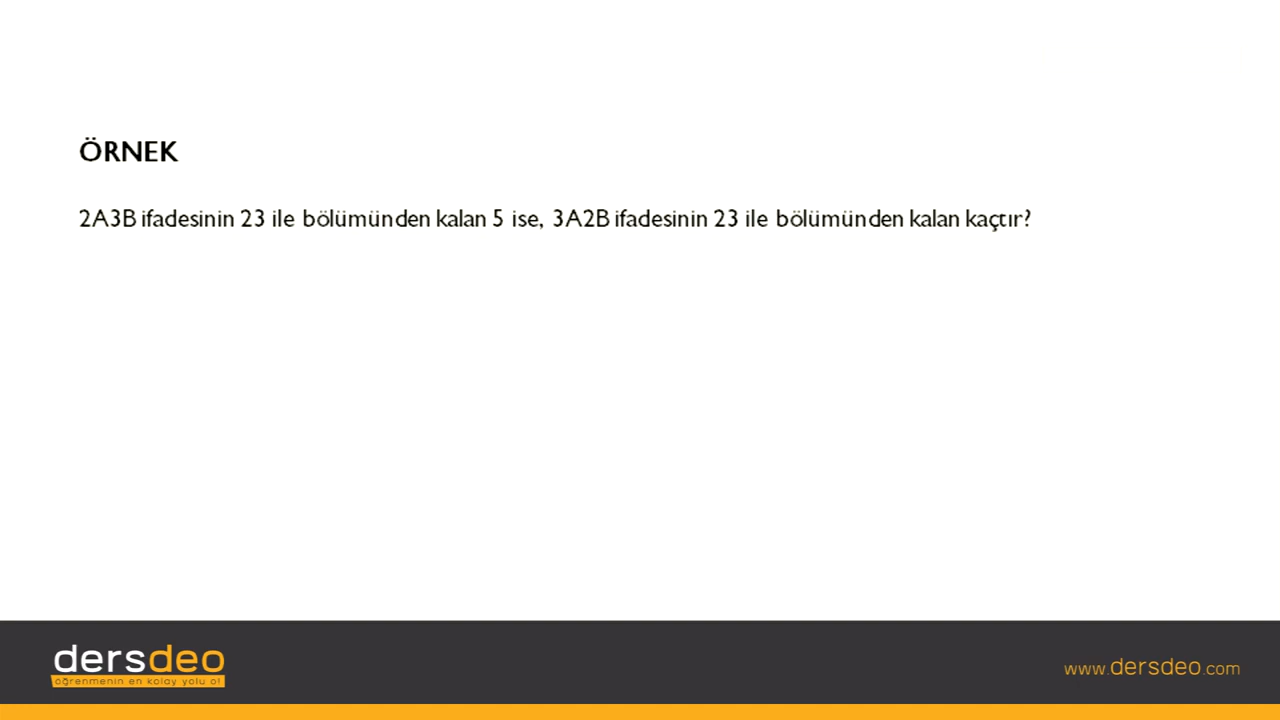 ÖRNEK
2A3B ifadesinin 23 ile bölümünden kalan 5 ise, 3A2B ifadesinin 23 ile bölümünden kalan kaçtır?
dersdeo
öğrenmenin en kolay yolu o!
www.dersdeo.com